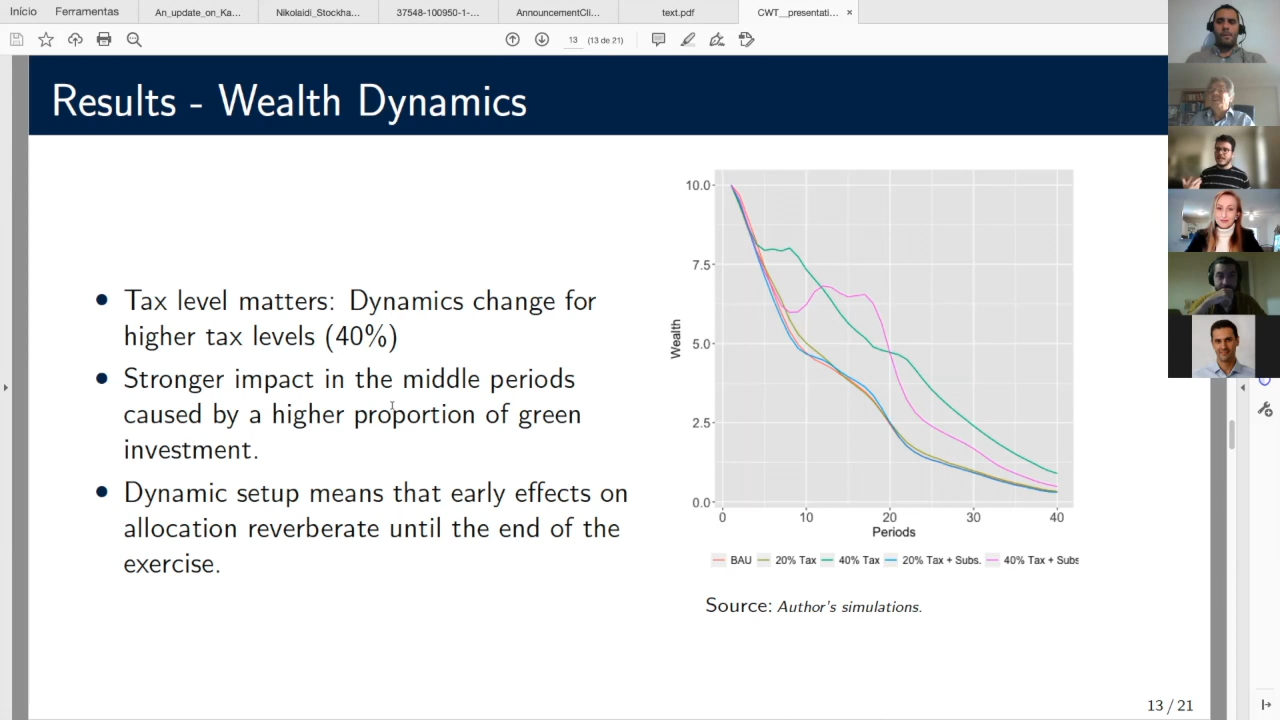 Início Ferramentas An_update_on_Ka... Nikolaidi_Stockha... 37548-100950-1-... AnnouncementCli... text.pdf CWT__presentati... ×
13 (13 de 21)
Results - Wealth Dynamics
Tax level matters: Dynamics change for
higher tax levels (40%)
Stronger impact in the middle periods
caused by a higher proportion of green
investment.
Dynamic setup means that early effects on
allocation reverberate until the end of the
exercise.
Wealth
10.0
7.5
5.0
2.5
0.0
0 10 20 30 40
Periods
BAU 20% Tax 40% Tax 20% Tax + Subs. 40% Tax + Subs
Source: Author's simulations.
13 / 21